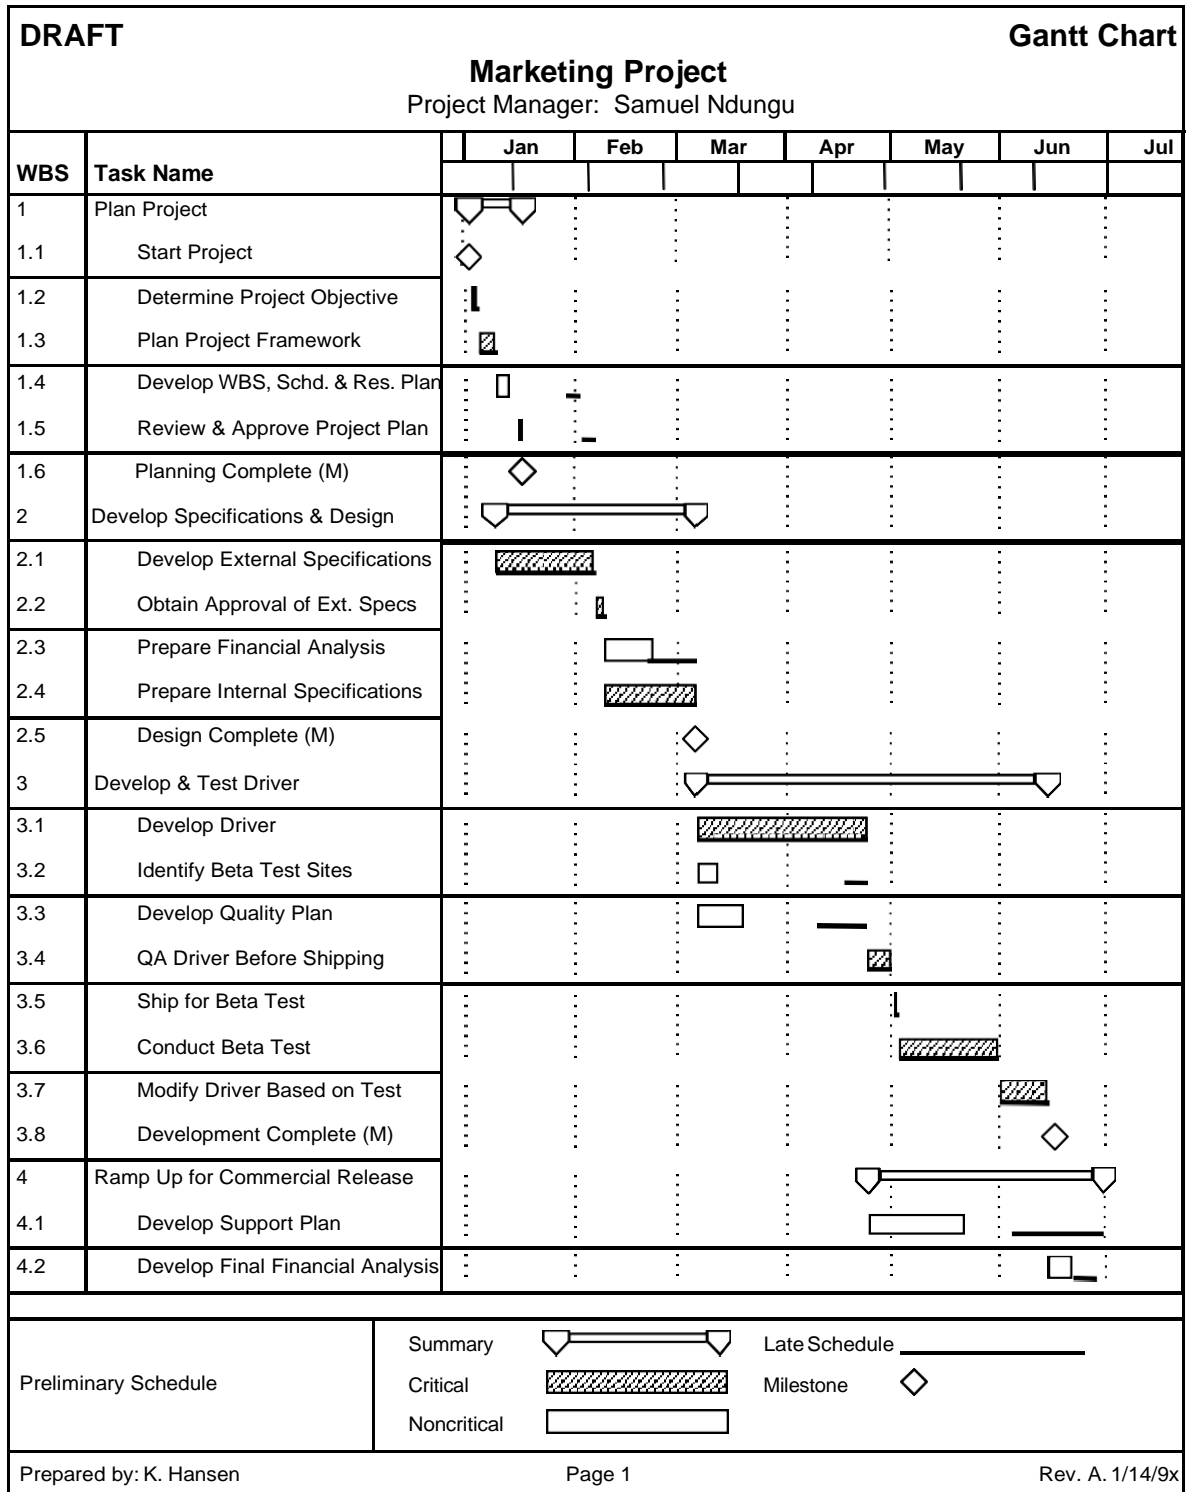 DRAFT Gantt Chart
Marketing Project
Project Manager: Samuel Ndungu
Jan Feb Mar Apr May Jun Jul
WBS Task Name
1 Plan Project
1.1 Start Project
1.2 Determine Project Objective
1.3 Plan Project Framework
1.4 Develop WBS, Schd. & Res. Plan
1.5 Review & Approve Project Plan
1.6 Planning Complete (M)
2 Develop Specifications & Design
2.1 Develop External Specifications
2.2 Obtain Approval of Ext. Specs
2.3 Prepare Financial Analysis
2.4 Prepare Internal Specifications
2.5 Design Complete (M)
3 Develop & Test Driver
3.1 Develop Driver
3.2 Identify Beta Test Sites
3.3 Develop Quality Plan
3.4 QA Driver Before Shipping
3.5 Ship for Beta Test
3.6 Conduct Beta Test
3.7 Modify Driver Based on Test
3.8 Development Complete (M)
4 Ramp Up for Commercial Release
4.1 Develop Support Plan
4.2 Develop Final Financial Analysis
Summary Late Schedule
Preliminary Schedule Critical Milestone
Noncritical
Prepared by: K. Hansen Page 1 Rev. A. 1/14/9x